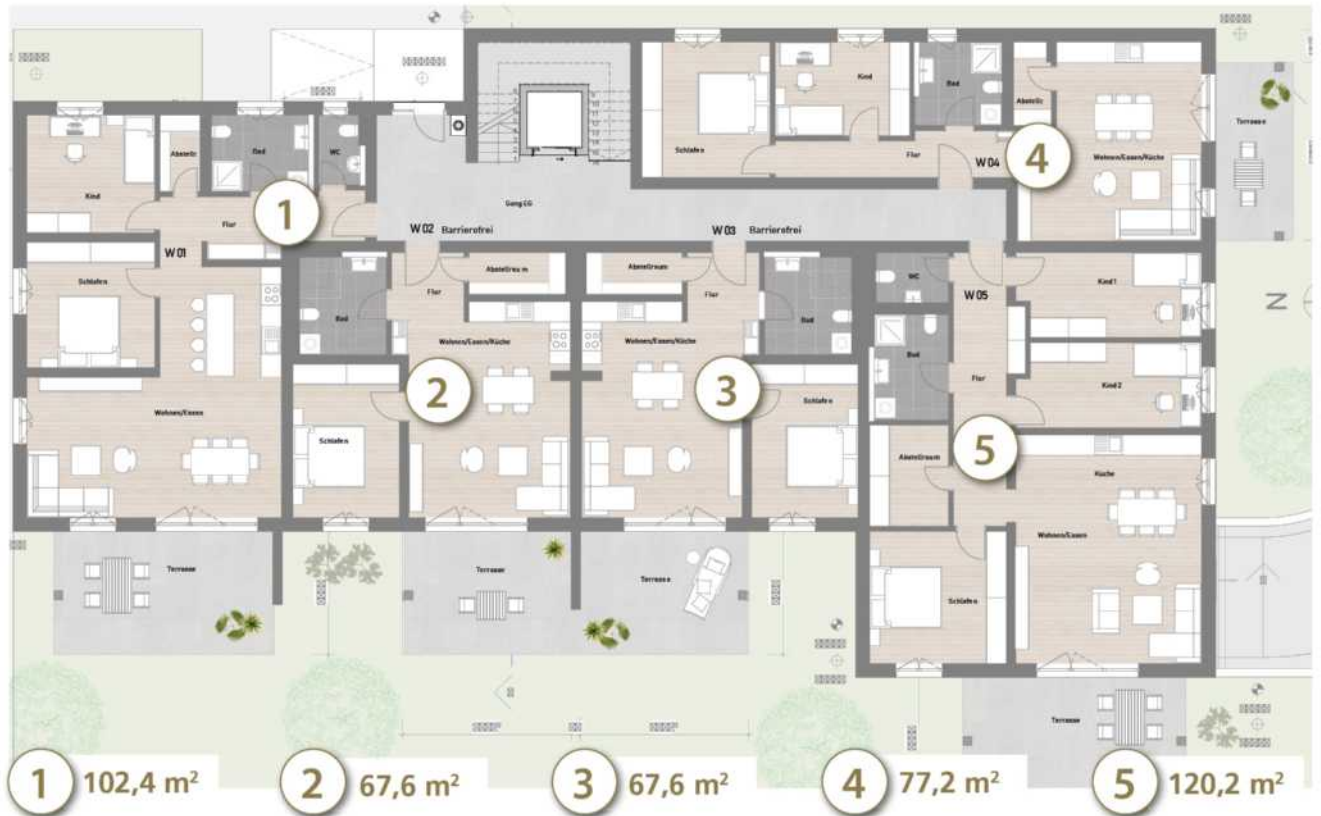 Schlafen
Kind
Bad
Abstellr.
Wohnen/Essen/Küche
Terrasse
Flur
W 04
4
Kind
Abstellr.
Bad
WC
Flur
1
W 01
Gang EG
W 02 Barrierefrei
W 03 Barrierefrei
Schlafen
Wohnen/Essen
Terrasse
Bad
Flur
Abstellraum
Wohnen/Essen/Küche
2
Schlafen
Terrasse
Abstellraum
Flur
Bad
Wohnen/Essen/Küche
3
Schlafen
Terrasse
WC
W 05
Kind 1
Bad
Flur
Kind 2
5
Abstellraum
Küche
Wohnen/Essen
Schlafen
Terrasse
N
1 102,4 m²
2 67,6 m²
3 67,6 m²
4 77,2 m²
5 120,2 m²